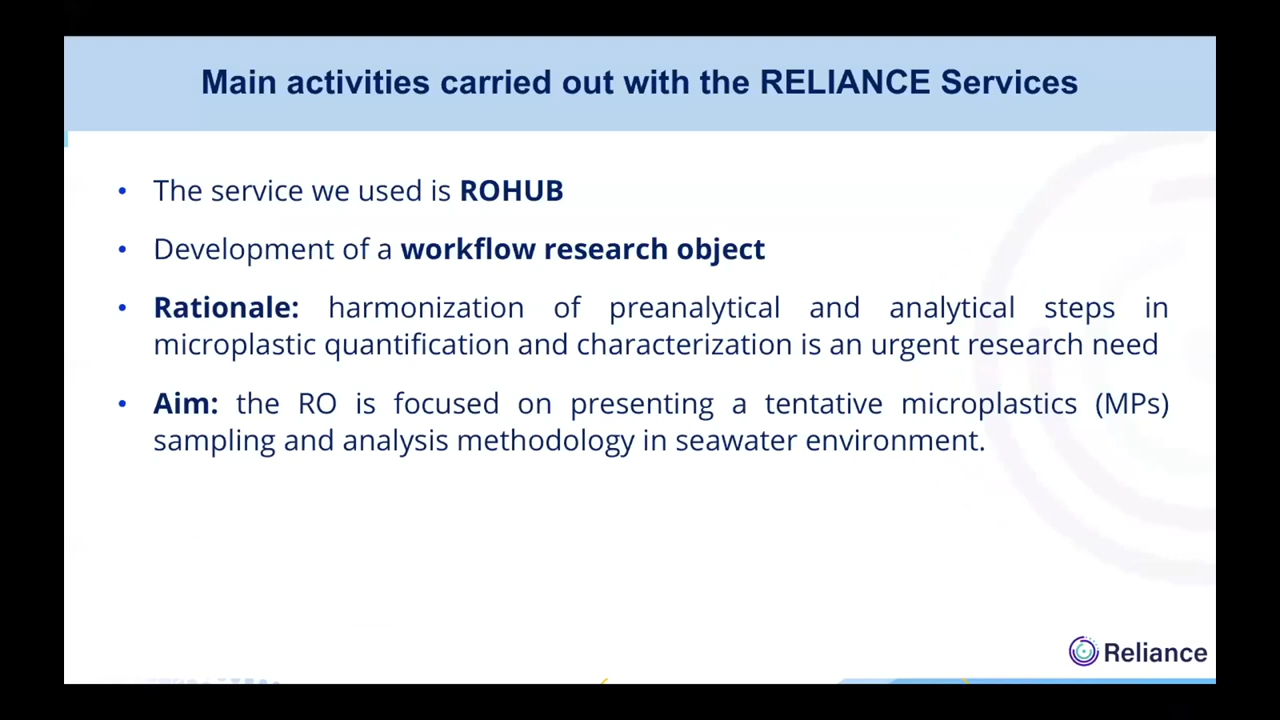 Main activities carried out with the RELIANCE Services
• The service we used is ROHUB
• Development of a workflow research object
• Rationale: harmonization of preanalytical and analytical steps in
microplastic quantification and characterization is an urgent research need
• Aim: the RO is focused on presenting a tentative microplastics (MPs)
sampling and analysis methodology in seawater environment.
Reliance